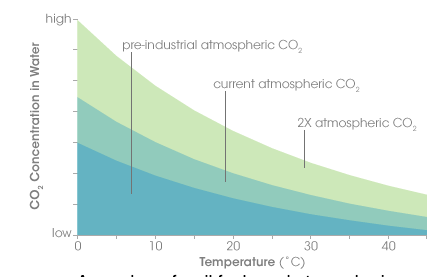 high
pre-industrial atmospheric CO₂
current atmospheric CO₂
2X atmospheric CO₂
CO₂ Concentration in Water
low
0 10 20 30 40
Temperature (°C)